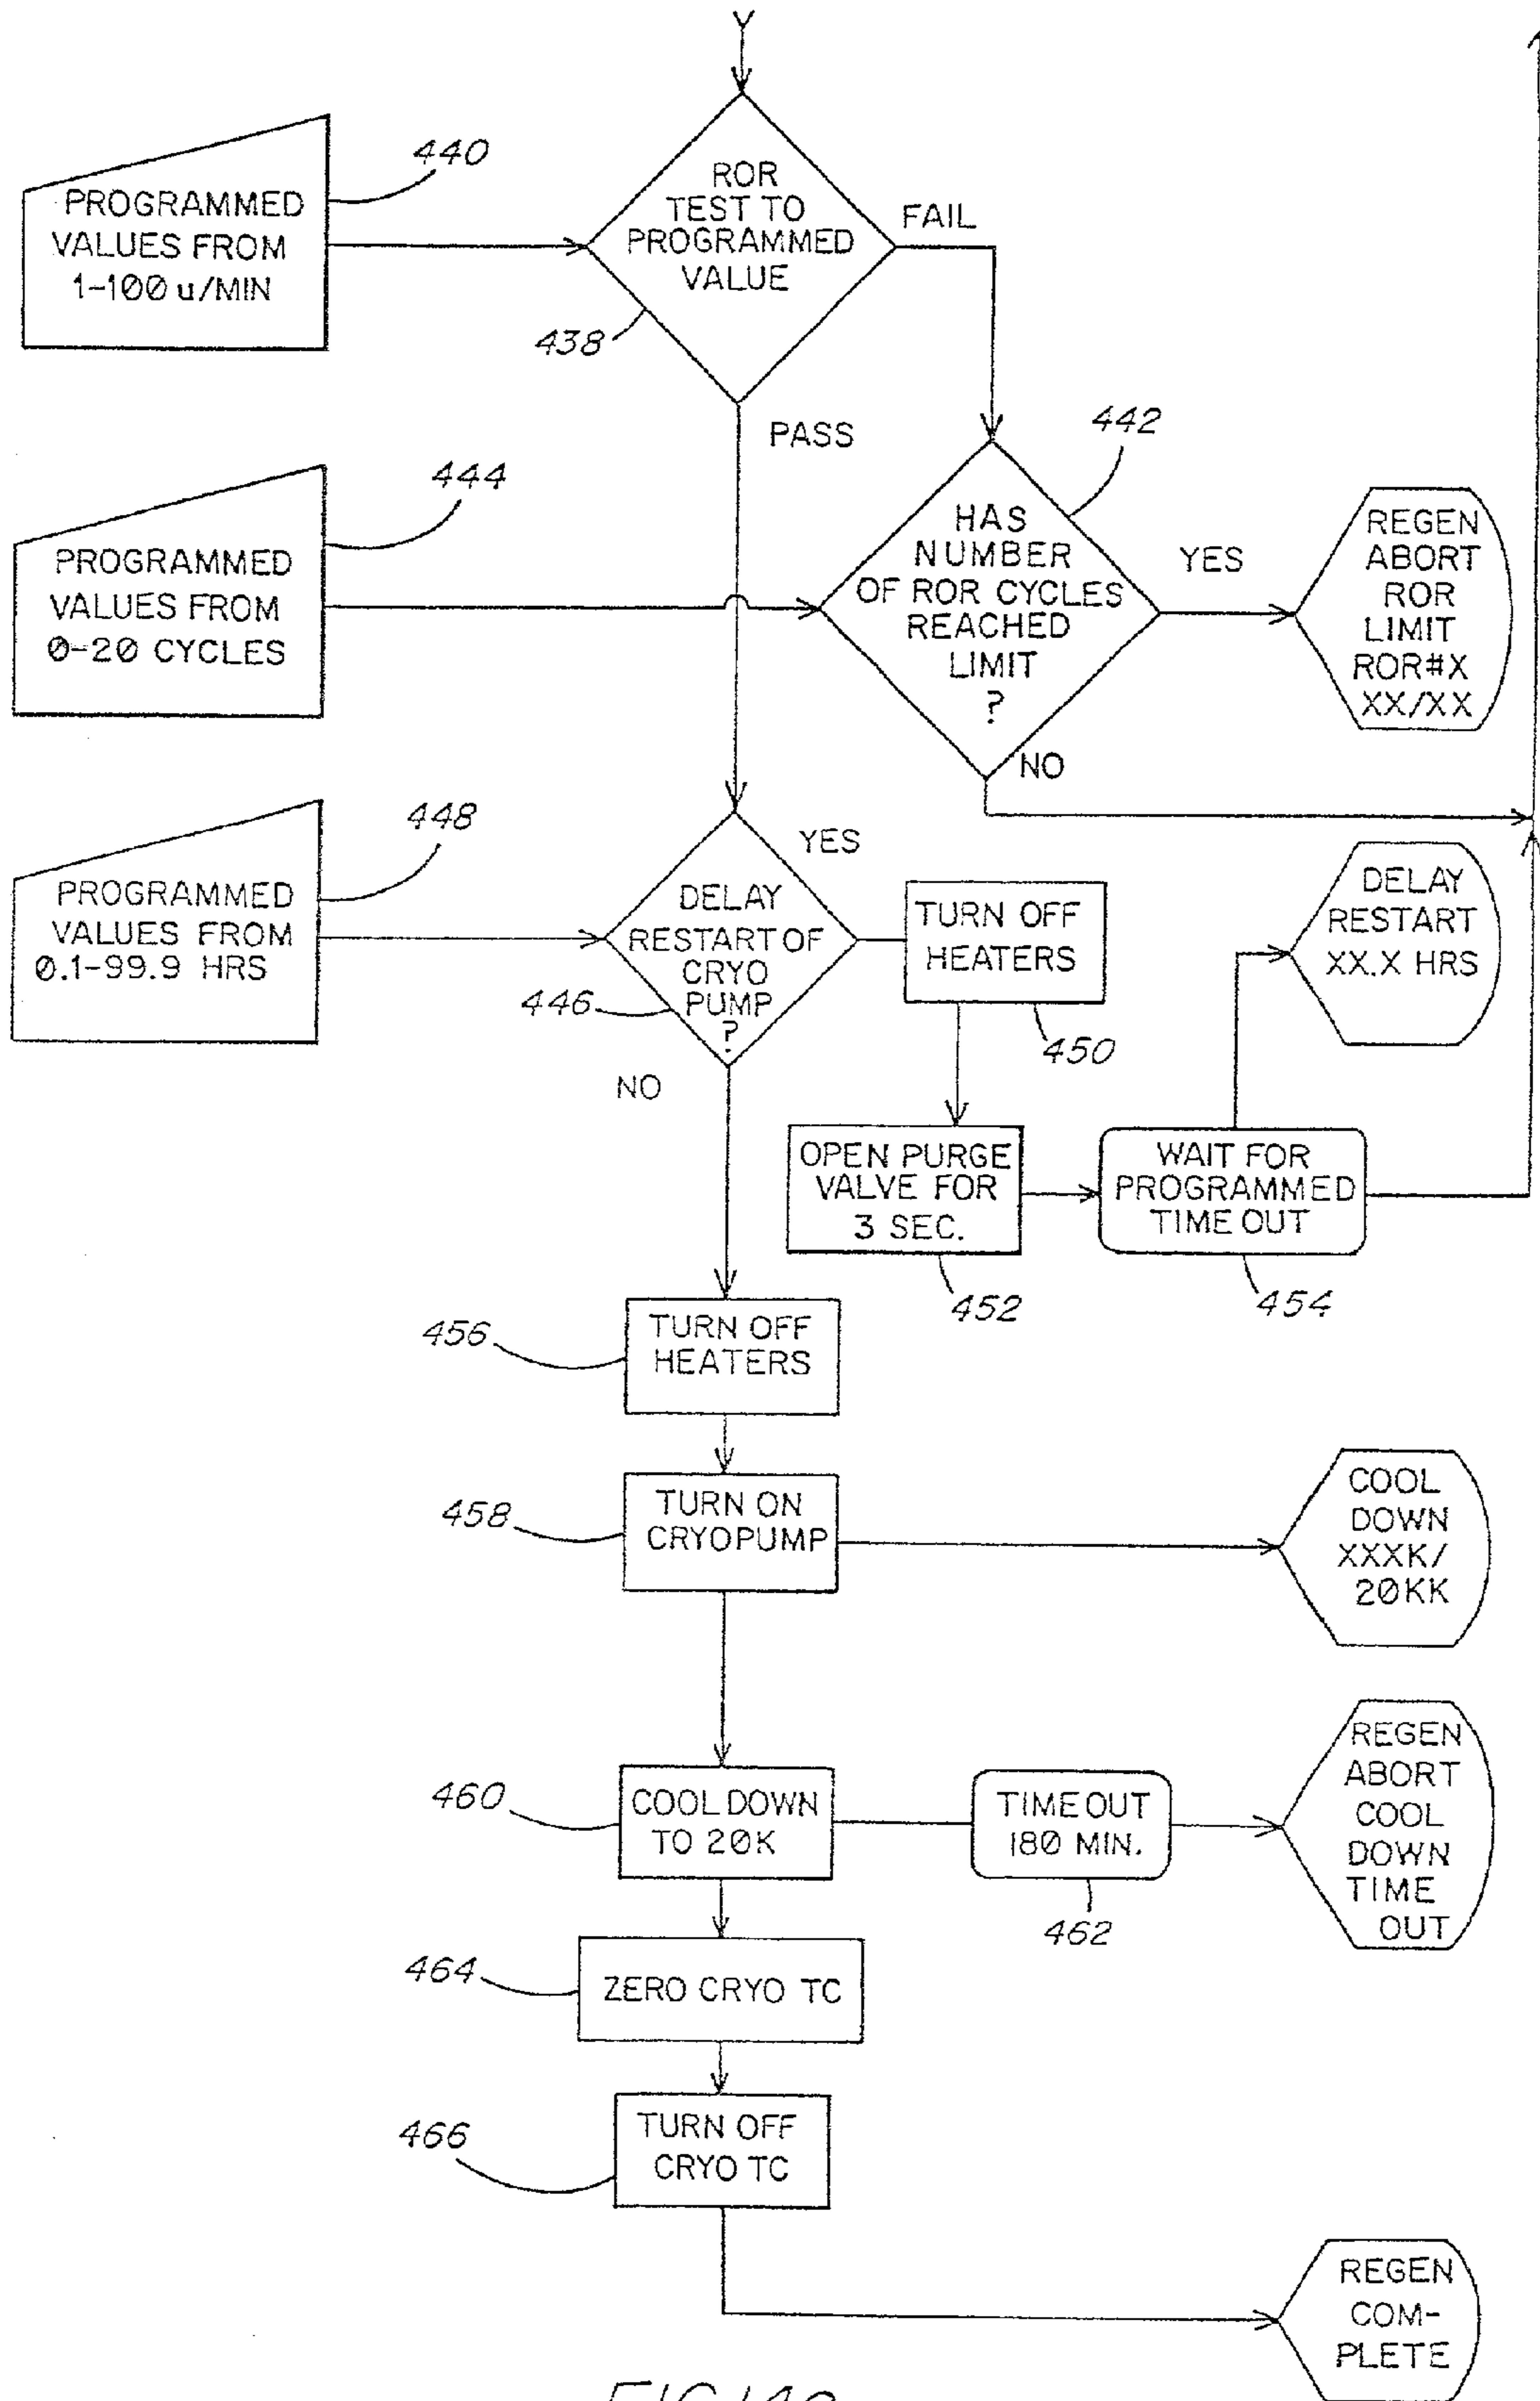 Y
440
PROGRAMMED
VALUES FROM
1-100 u/MIN
ROR
TEST TO
PROGRAMMED
VALUE
FAIL
438
PASS
442
444
PROGRAMMED
VALUES FROM
0-20 CYCLES
HAS
NUMBER
OF ROR CYCLES
REACHED
LIMIT
?
YES
REGEN
ABORT
ROR
LIMIT
ROR#X
XX/XX
NO
448
PROGRAMMED
VALUES FROM
0.1-99.9 HRS
YES
DELAY
RESTART OF
CRYO
PUMP
?
446
NO
TURN OFF
HEATERS
450
DELAY
RESTART
XX.X HRS
OPEN PURGE
VALVE FOR
3 SEC.
452
WAIT FOR
PROGRAMMED
TIME OUT
454
456
TURN OFF
HEATERS
458
TURN ON
CRYOPUMP
COOL
DOWN
XXXK/
20KK
460
COOL DOWN
TO 20K
TIME OUT
180 MIN.
462
REGEN
ABORT
COOL
DOWN
TIME
OUT
464
ZERO CRYO TC
466
TURN OFF
CRYO TC
REGEN
COM-
PLETE